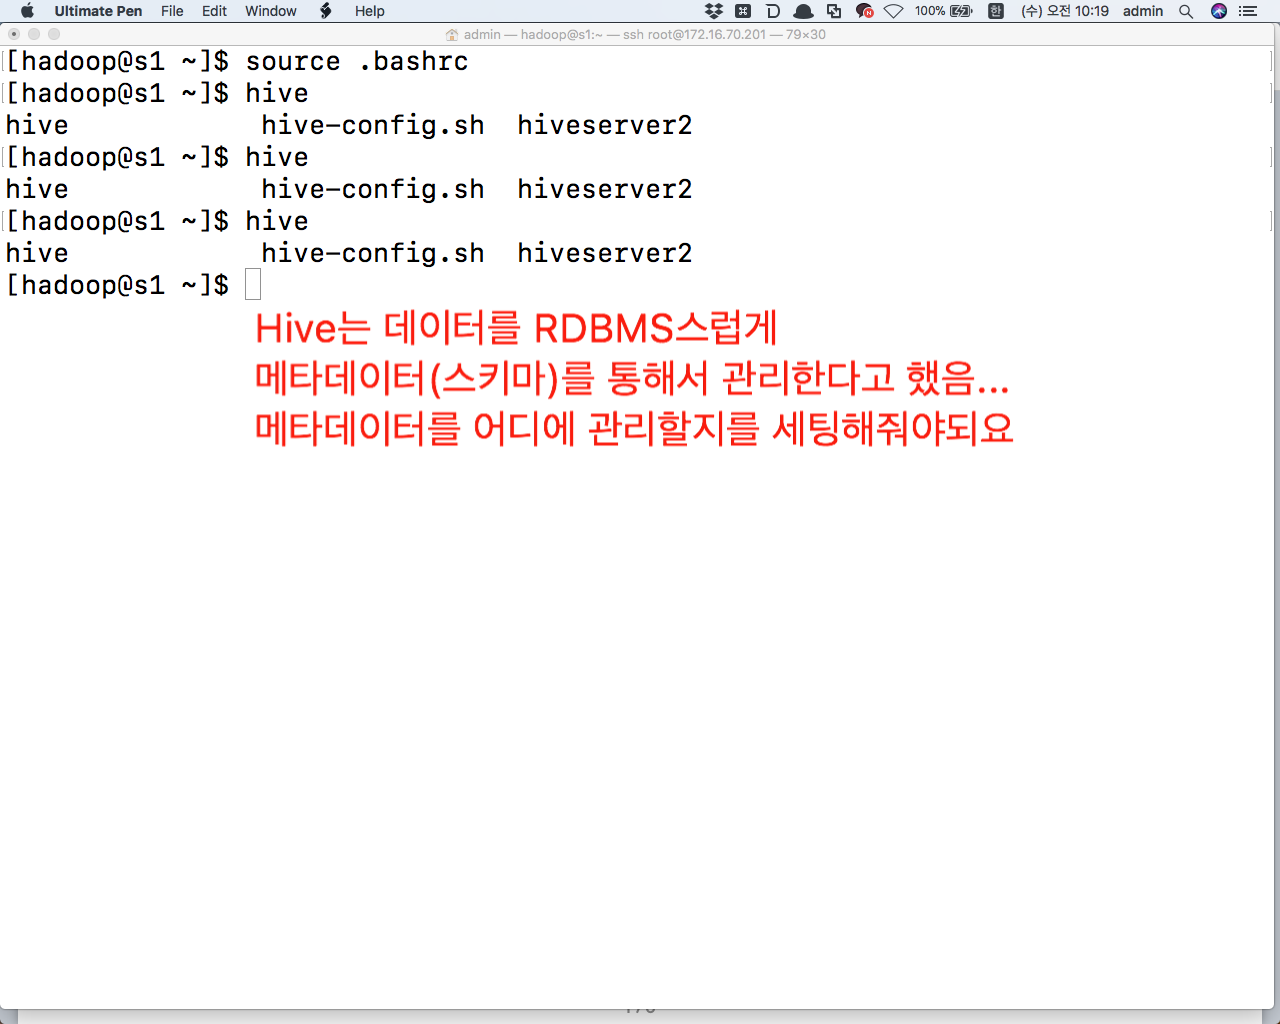 Ultimate Pen File Edit Window Help 100% 한 (수) 오전 10:19 admin
admin — hadoop@s1:~ — ssh root@172.16.70.201 — 79×30
[hadoop@s1 ~]$ source .bashrc
[hadoop@s1 ~]$ hive
hive hive-config.sh hiveserver2
[hadoop@s1 ~]$ hive
hive hive-config.sh hiveserver2
[hadoop@s1 ~]$ hive
hive hive-config.sh hiveserver2
[hadoop@s1 ~]$
Hive는 데이터를 RDBMS스럽게
메타데이터(스키마)를 통해서 관리한다고 했음...
메타데이터를 어디에 관리할지를 세팅해줘야되요